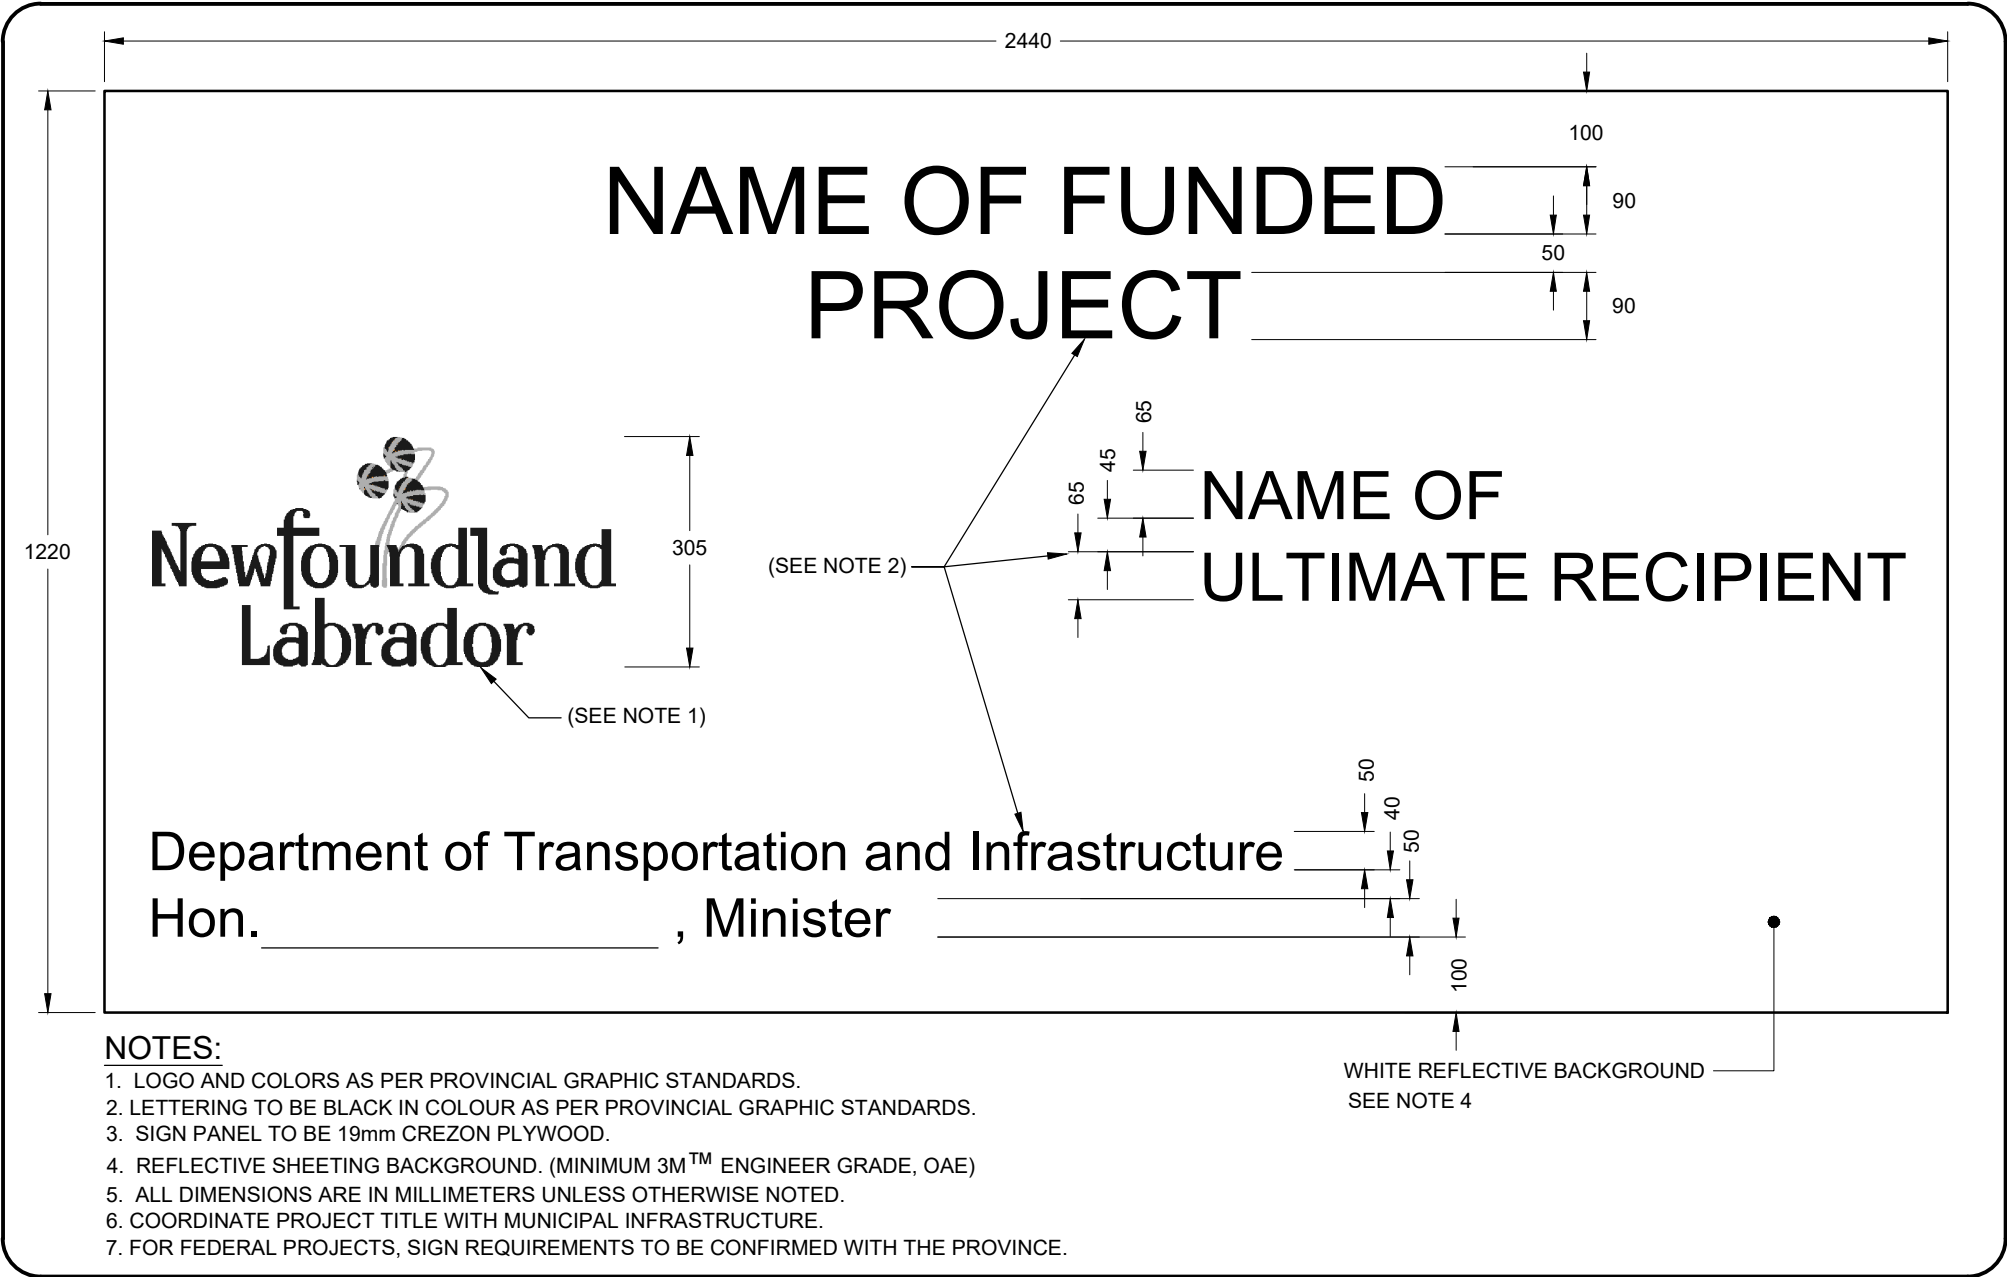 2440
100
NAME OF FUNDED
90
50
PROJECT
90
1220
Newfoundland
Labrador
305
(SEE NOTE 1)
(SEE NOTE 2)
65
45
65
NAME OF
ULTIMATE RECIPIENT
50
40
50
Department of Transportation and Infrastructure
Hon.____________, Minister
100
WHITE REFLECTIVE BACKGROUND
SEE NOTE 4
NOTES:
1. LOGO AND COLORS AS PER PROVINCIAL GRAPHIC STANDARDS.
2. LETTERING TO BE BLACK IN COLOUR AS PER PROVINCIAL GRAPHIC STANDARDS.
3. SIGN PANEL TO BE 19mm CREZON PLYWOOD.
4. REFLECTIVE SHEETING BACKGROUND. (MINIMUM 3M™ ENGINEER GRADE, OAE)
5. ALL DIMENSIONS ARE IN MILLIMETERS UNLESS OTHERWISE NOTED.
6. COORDINATE PROJECT TITLE WITH MUNICIPAL INFRASTRUCTURE.
7. FOR FEDERAL PROJECTS, SIGN REQUIREMENTS TO BE CONFIRMED WITH THE PROVINCE.